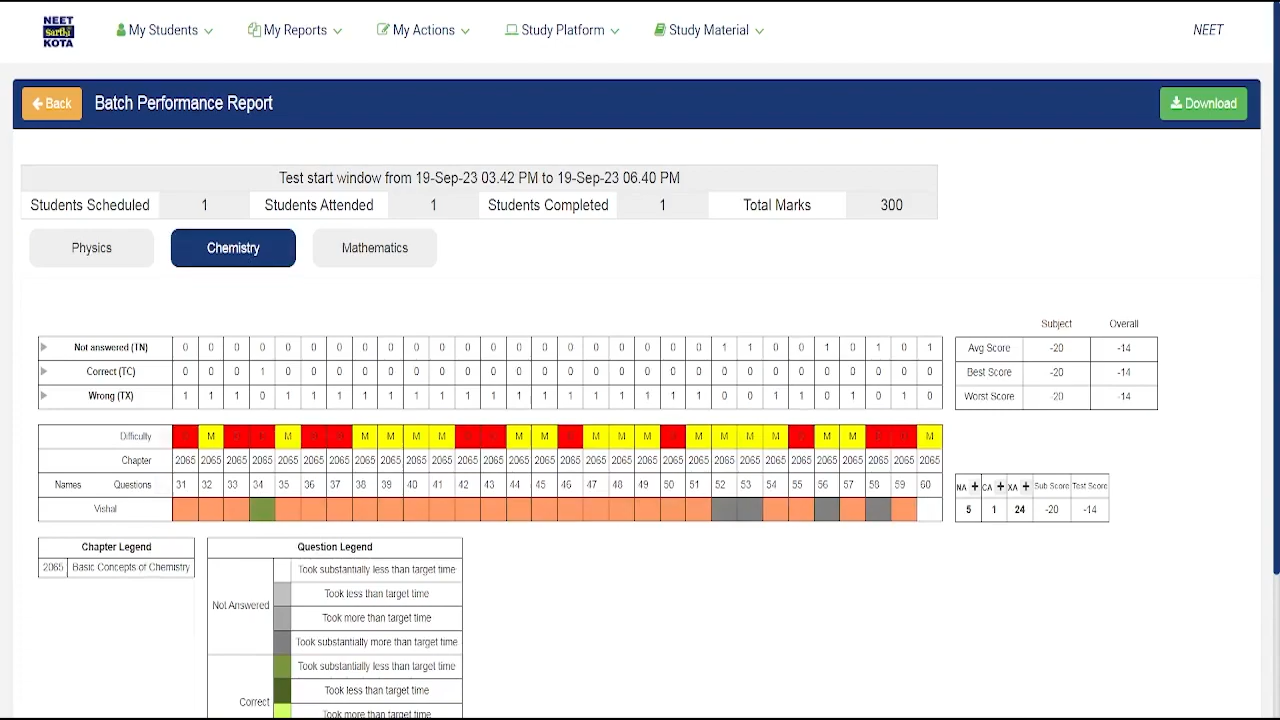 NEET
sarthi
KOTA
My Students My Reports My Actions Study Platform Study Material NEET
Back Batch Performance Report Download
Test start window from 19-Sep-23 03.42 PM to 19-Sep-23 06.40 PM
Students Scheduled 1 Students Attended 1 Students Completed 1 Total Marks 300
Physics Chemistry Mathematics
Subject Overall
Not answered (TN) 0 0 0 0 0 0 0 0 0 0 0 0 0 0 0 0 0 0 0 0 0 1 1 0 0 1 0 1 0 1
Avg Score -20 -14
Correct (TC) 0 0 0 1 0 0 0 0 0 0 0 0 0 0 0 0 0 0 0 0 0 0 0 0 0 0 0 0 0 0
Best Score -20 -14
Wrong (TX) 1 1 1 0 1 1 1 1 1 1 1 1 1 1 1 1 1 1 1 1 1 0 0 1 1 0 1 0 1 0
Worst Score -20 -14
Difficulty M M M M M M M M M M M M M M M M M M M
Chapter 2065 2065 2065 2065 2065 2065 2065 2065 2065 2065 2065 2065 2065 2065 2065 2065 2065 2065 2065 2065 2065 2065 2065 2065 2065 2065 2065 2065 2065 2065
Names Questions 31 32 33 34 35 36 37 38 39 40 41 42 43 44 45 46 47 48 49 50 51 52 53 54 55 56 57 58 59 60
NA + CA + XA + Sub Score Test Score
Vishal
5 1 24 -20 -14
Chapter Legend
2065 Basic Concepts of Chemistry
Question Legend
Not Answered
Took substantially less than target time
Took less than target time
Took more than target time
Took substantially more than target time
Correct
Took substantially less than target time
Took less than target time
Took more than target time